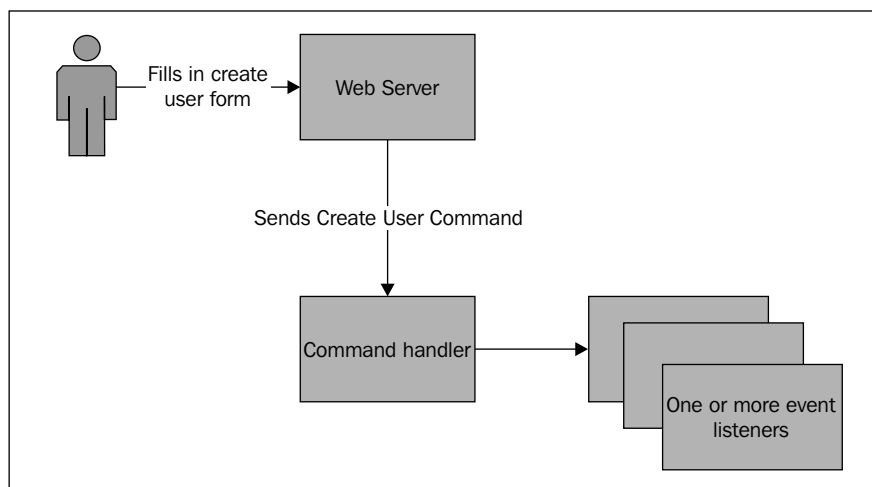 Fills in create
user form
Web Server
Sends Create User Command
Command handler
One or more event
listeners